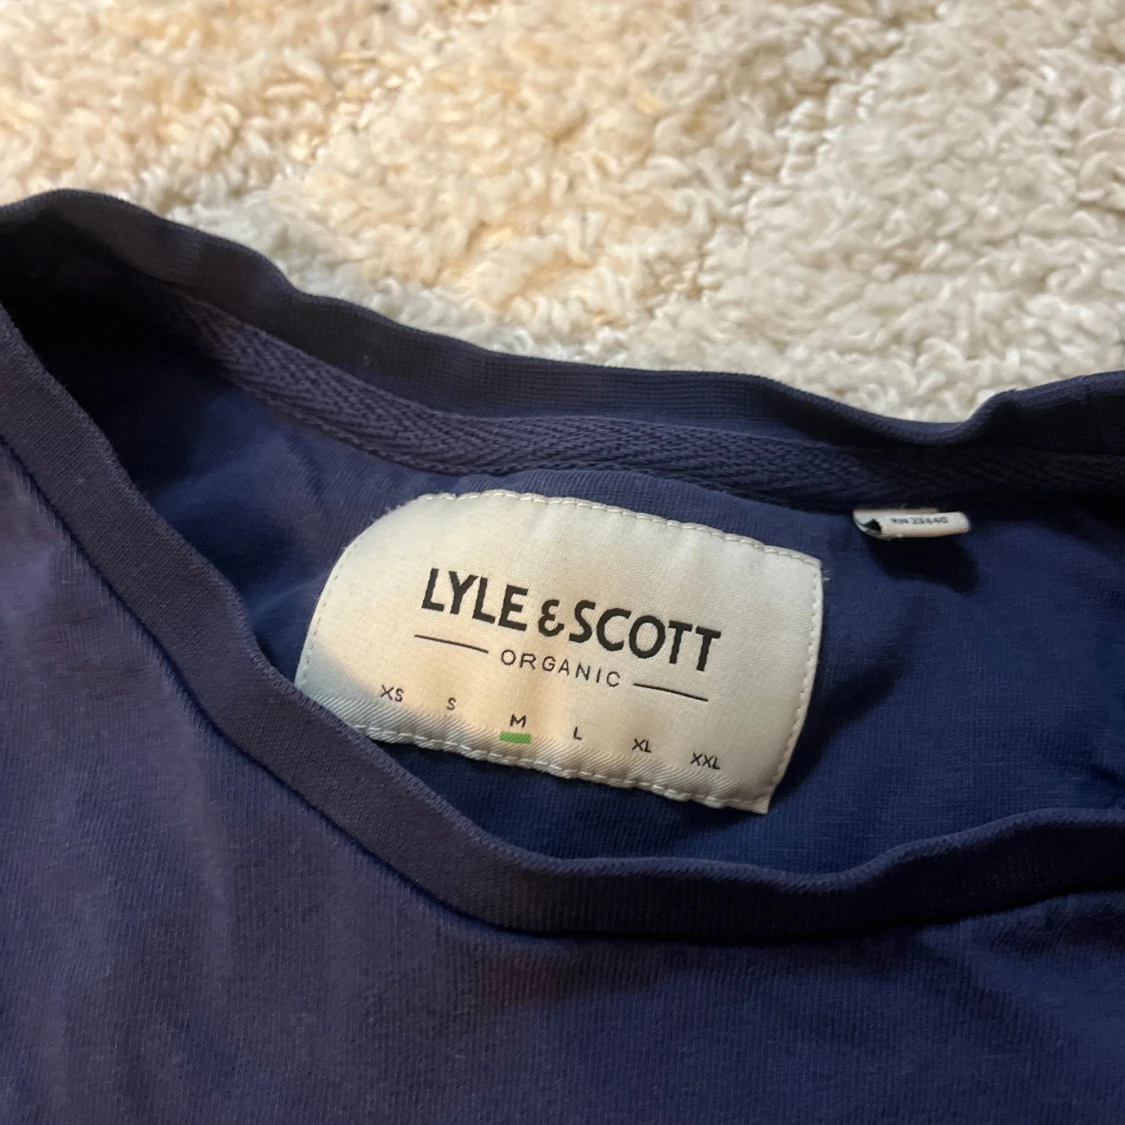 LYLE & SCOTT
ORGANIC
XS S M L XL XXL
RN 23440